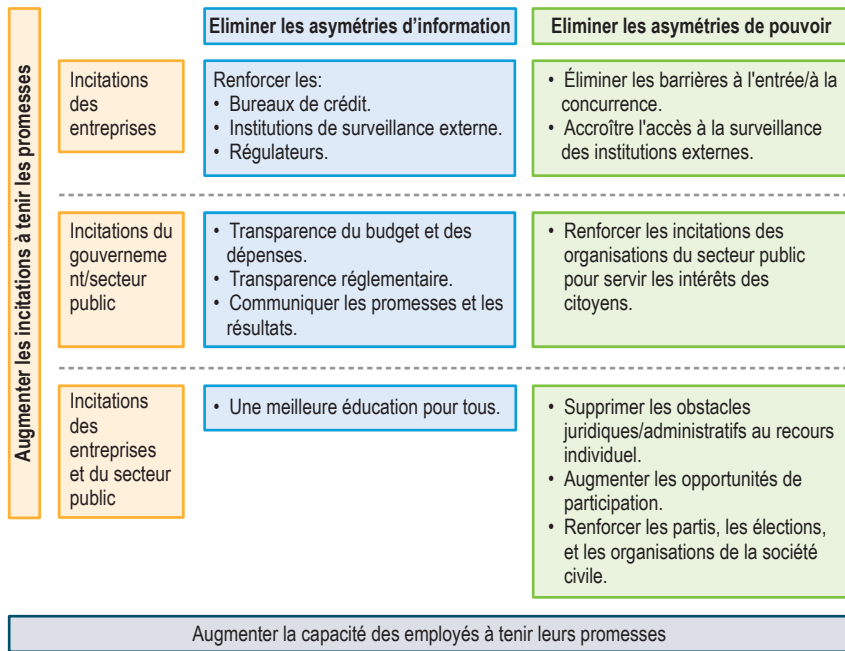 Eliminer les asymétries d’information
Eliminer les asymétries de pouvoir
Augmenter les incitations à tenir les promesses
Incitations
des
entreprises
Renforcer les:
• Bureaux de crédit.
• Institutions de surveillance externe.
• Régulateurs.
• Éliminer les barrières à l'entrée/à la
concurrence.
• Accroître l'accès à la surveillance
des institutions externes.
Incitations du
gouverneme
nt/secteur
public
• Transparence du budget et des
dépenses.
• Transparence réglementaire.
• Communiquer les promesses et les
résultats.
• Renforcer les incitations des
organisations du secteur public
pour servir les intérêts des
citoyens.
Incitations
des
entreprises
et du secteur
public
• Une meilleure éducation pour tous.
• Supprimer les obstacles
juridiques/administratifs au recours
individuel.
• Augmenter les opportunités de
participation.
• Renforcer les partis, les élections,
et les organisations de la société
civile.
Augmenter la capacité des employés à tenir leurs promesses